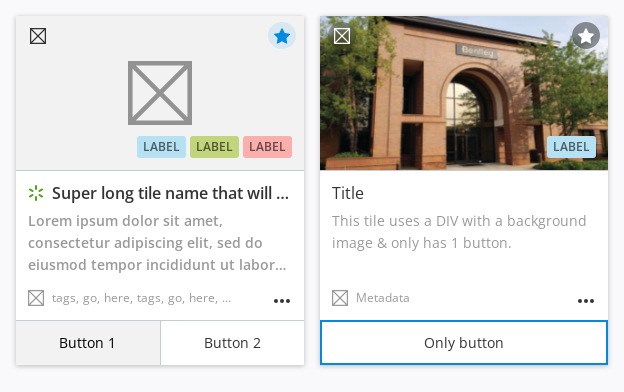 LABEL LABEL LABEL
Super long tile name that will ...
Lorem ipsum dolor sit amet,
consectetur adipiscing elit, sed do
eiusmod tempor incididunt ut labor...
tags, go, here, tags, go, here, ...
Button 1
Button 2
Bentley
LABEL
Title
This tile uses a DIV with a background
image & only has 1 button.
Metadata
Only button